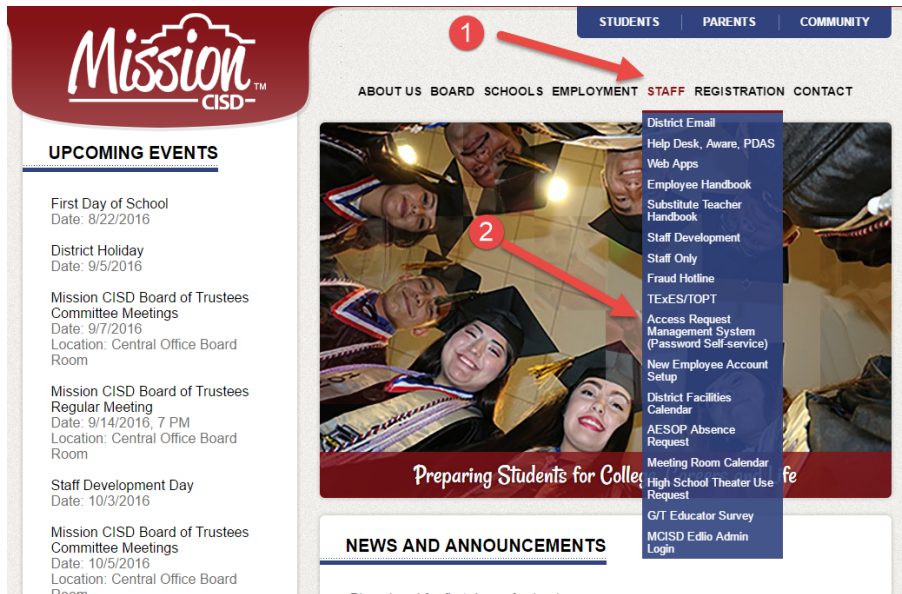 STUDENTS PARENTS COMMUNITY
1
Mission™
CISD
ABOUT US BOARD SCHOOLS EMPLOYMENT STAFF REGISTRATION CONTACT
UPCOMING EVENTS
First Day of School
Date: 8/22/2016
District Holiday
Date: 9/5/2016
Mission CISD Board of Trustees
Committee Meetings
Date: 9/7/2016
Location: Central Office Board
Room
Mission CISD Board of Trustees
Regular Meeting
Date: 9/14/2016, 7 PM
Location: Central Office Board
Room
Staff Development Day
Date: 10/3/2016
Mission CISD Board of Trustees
Committee Meetings
Date: 10/5/2016
Location: Central Office Board
Room
District Email
Help Desk, Aware, PDAS
Web Apps
Employee Handbook
Substitute Teacher
Handbook
2
Staff Development
Staff Only
Fraud Hotline
TExES/TOPT
Access Request
Management System
(Password Self-service)
New Employee Account
Setup
District Facilities
Calendar
AESOP Absence
Request
Meeting Room Calendar
High School Theater Use
Request
G/T Educator Survey
MCISD Edlio Admin
Login
Preparing Students for College
NEWS AND ANNOUNCEMENTS